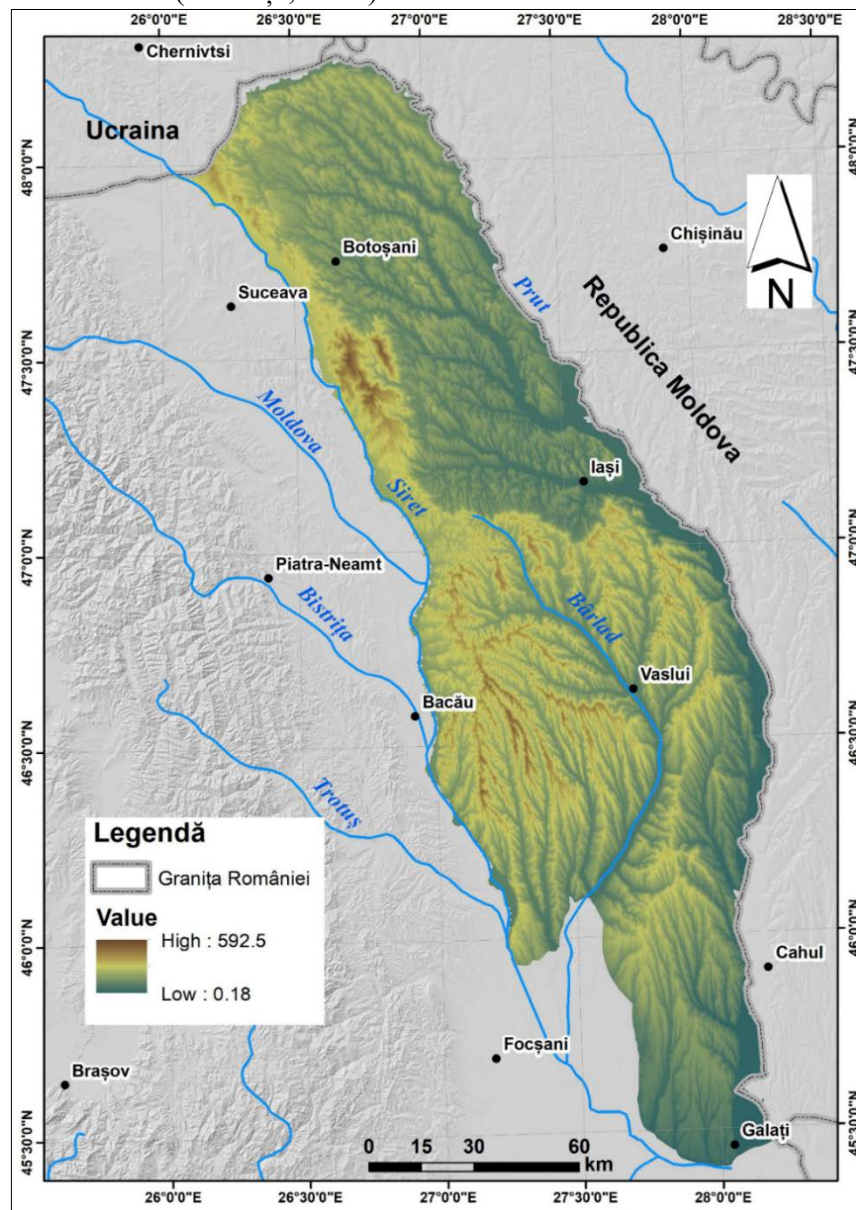 26°0'0"E 26°30'0"E 27°0'0"E 27°30'0"E 28°0'0"E 28°30'0"E
Chernivtsi
Ucraina
48°0'0"N
48°0'0"N
Botoșani
Chișinău
Suceava
Prut
N
Republica Moldova
47°30'0"N
47°30'0"N
Moldova
Iași
Siret
47°0'0"N
47°0'0"N
Piatra-Neamt
Bistrița
Bârlad
Vaslui
Bacău
46°30'0"N
46°30'0"N
Trotuș
Legendă
Granița României
Value
High : 592.5
Low : 0.18
46°0'0"N
46°0'0"N
Cahul
Focșani
Brașov
45°30'0"N
45°30'0"N
Galați
0 15 30 60
km
26°0'0"E 26°30'0"E 27°0'0"E 27°30'0"E 28°0'0"E